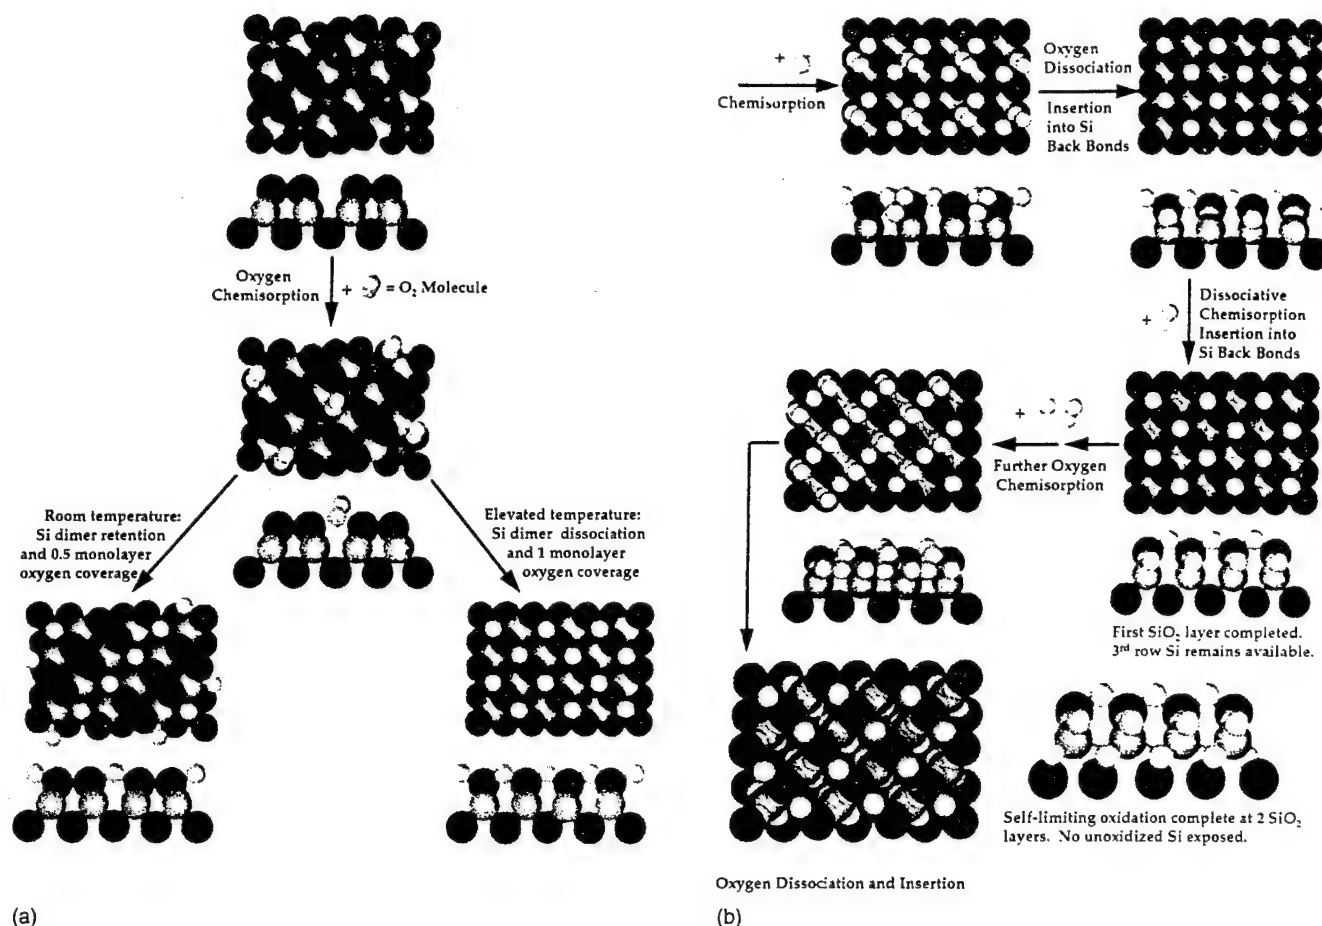 Oxygen
Chemisorption
+ = O₂ Molecule
Room temperature:
Si dimer retention
and 0.5 monolayer
oxygen coverage
Elevated temperature:
Si dimer dissociation
and 1 monolayer
oxygen coverage
(a)
+
Chemisorption
Oxygen
Dissociation
Insertion
into Si
Back Bonds
+
Dissociative
Chemisorption
Insertion into
Si Back Bonds
+
Further Oxygen
Chemisorption
First SiO₂ layer completed.
3rd row Si remains available.
Self-limiting oxidation complete at 2 SiO₂
layers. No unoxidized Si exposed.
Oxygen Dissociation and Insertion
(b)